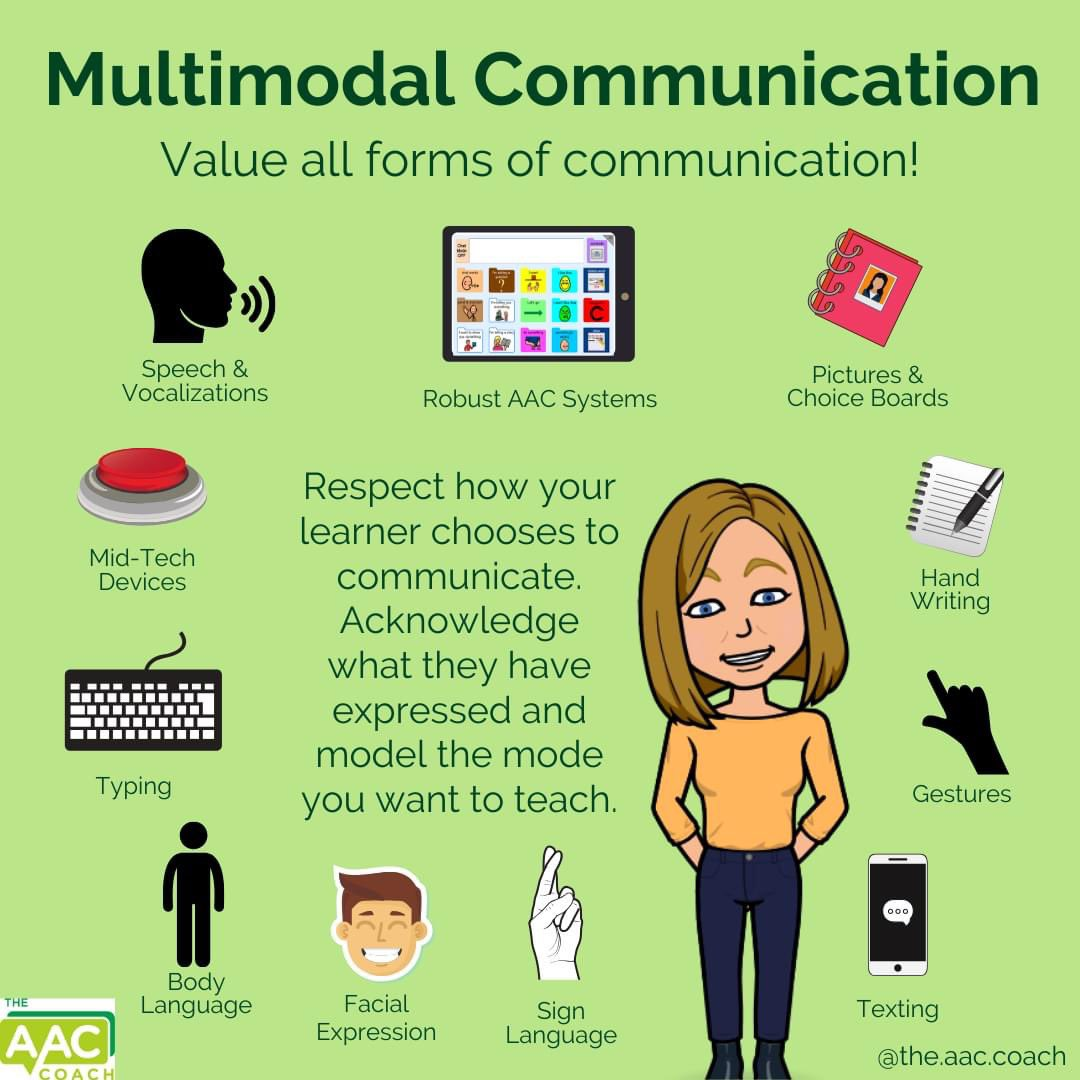 Multimodal Communication
Value all forms of communication!
Speech &
Vocalizations
Robust AAC Systems
Pictures &
Choice Boards
Mid-Tech
Devices
Respect how your
learner chooses to
communicate.
Acknowledge
what they have
expressed and
model the mode
you want to teach.
Hand
Writing
Typing
Gestures
Body
Language
Facial
Expression
Sign
Language
Texting
THE
AAC
COACH
@the.aac.coach